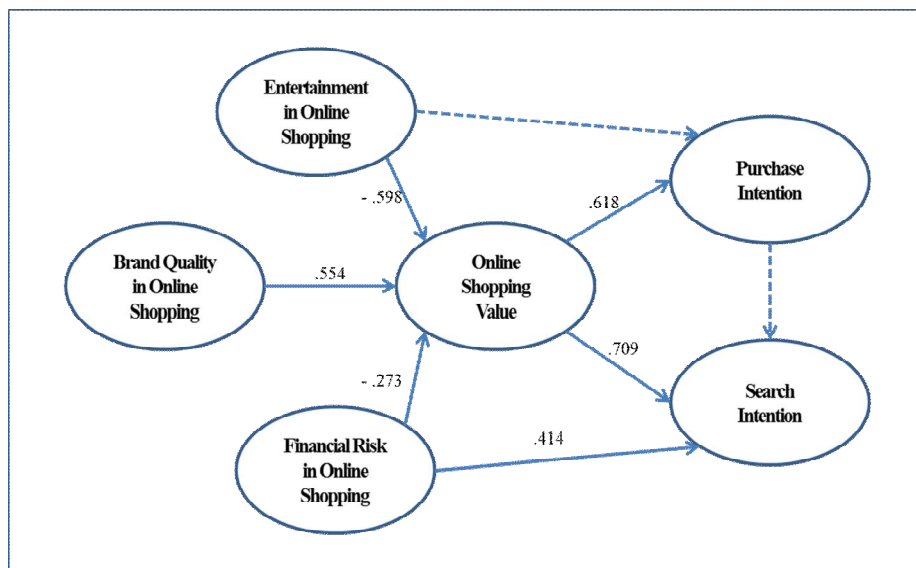 Entertainment
in Online
Shopping
Purchase
Intention
- .598
.618
Brand Quality
in Online
Shopping
.554
Online
Shopping
Value
.709
- .273
Search
Intention
Financial Risk
in Online
Shopping
.414